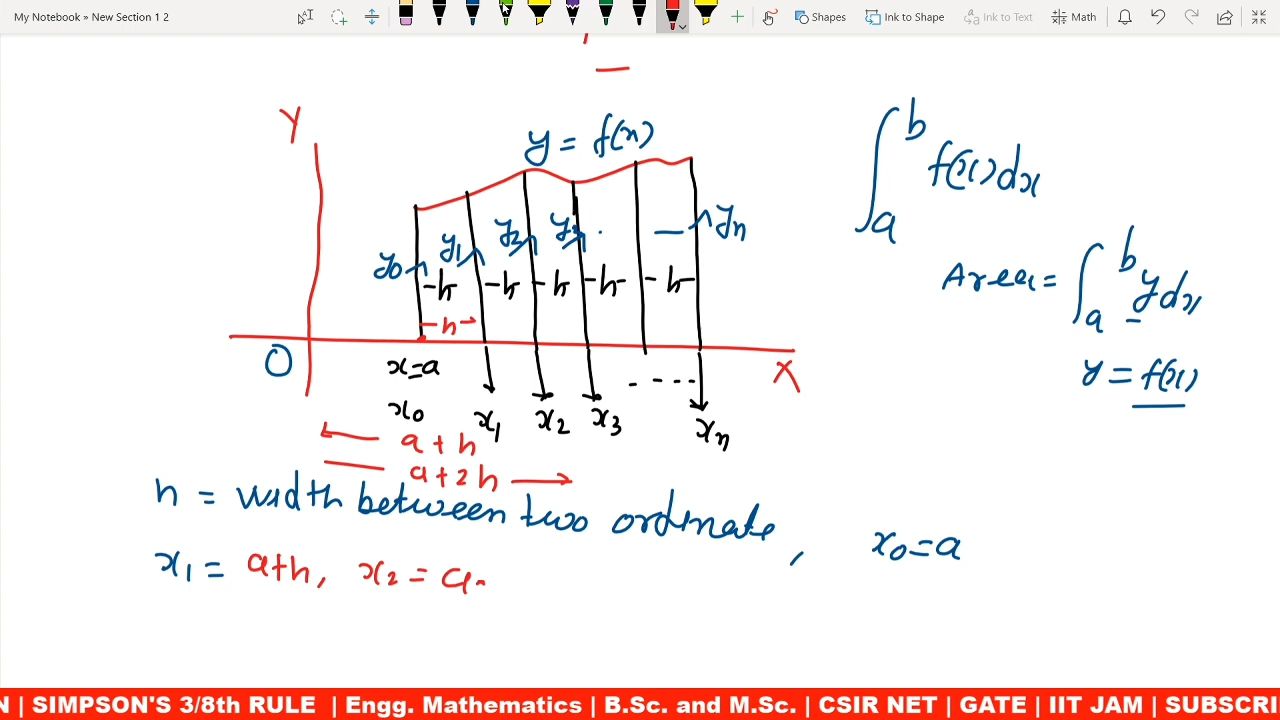 My Notebook » New Section 1 2
Shapes
Ink to Shape
Ink to Text
Math
Y
y = f(x)
∫ₐᵇ f(x)dx
y₀ y₁ y₂ y₃ . – yₙ
Area = ∫ₐᵇ ydx
-h -h -h -h- -h-
-h-
O
X
y = f(x)
x=a
x₀ x₁ x₂ x₃ - - - - xₙ
a+h
a+2h
h = width between two ordinate, x₀=a
x₁ = a+h, x₂ = a
N | SIMPSON'S 3/8th RULE | Engg. Mathematics | B.Sc. and M.Sc. | CSIR NET | GATE | IIT JAM | SUBSCRI